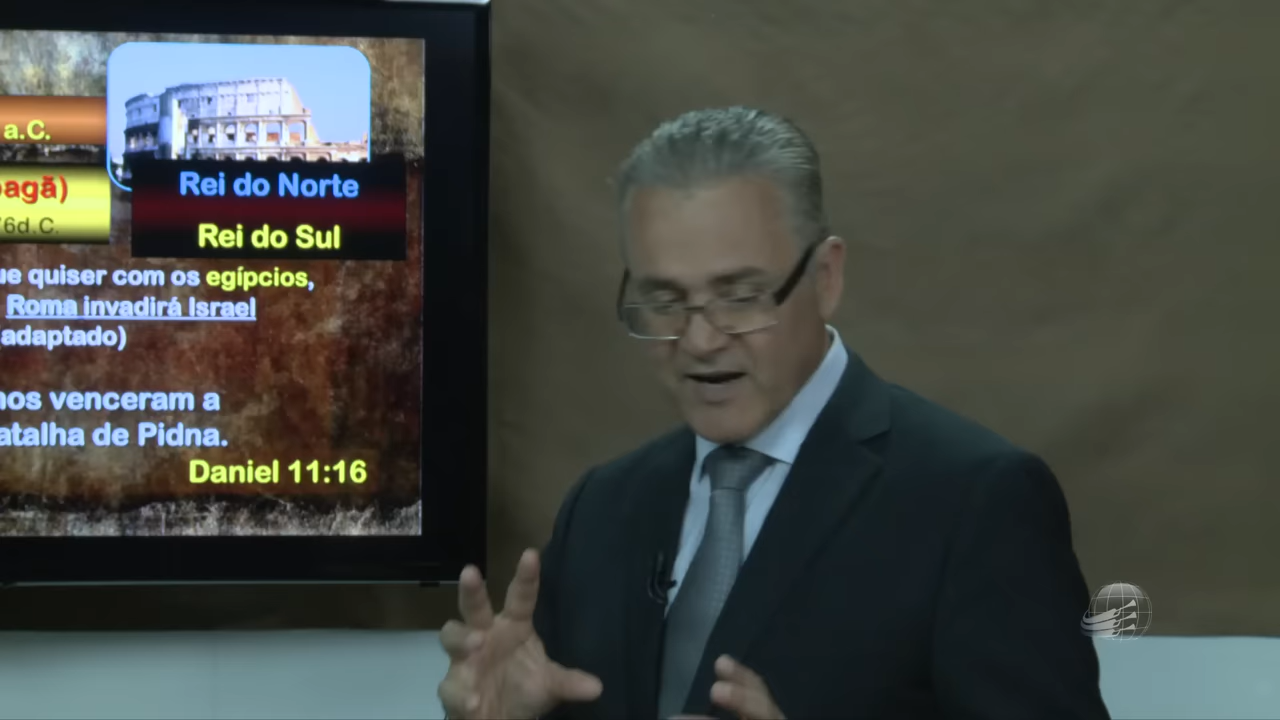 a.C.
pagã)
76d.C.
Rei do Norte
Rei do Sul
ue quiser com os egípcios,
Roma invadirá Israel
(adaptado)
nos venceram a
atalha de Pidna.
Daniel 11:16